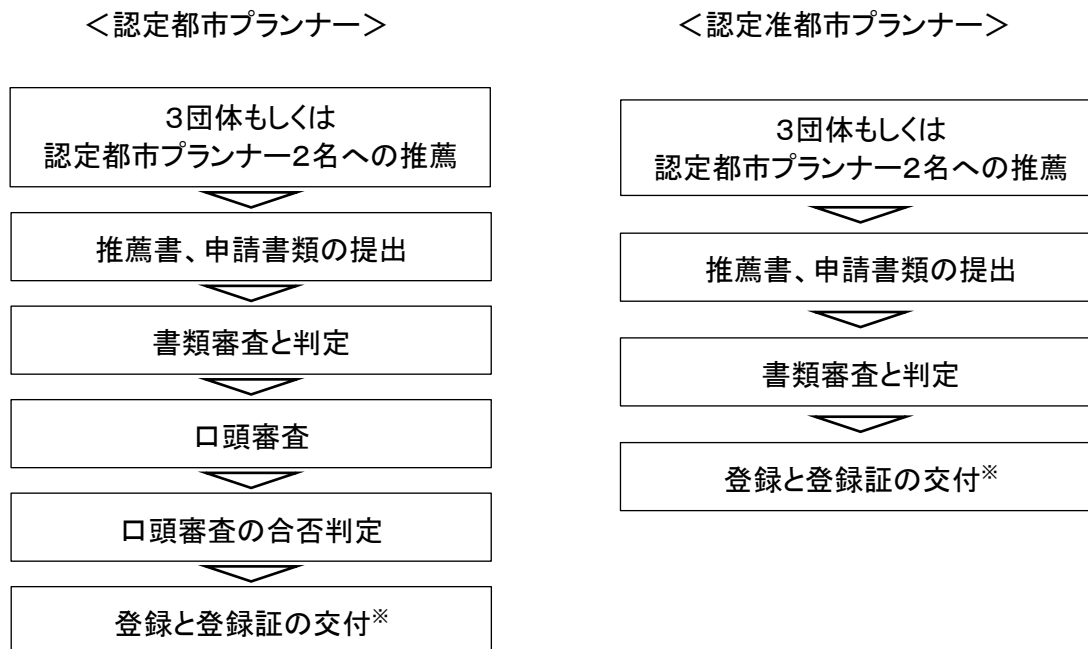 ＜認定都市プランナー＞
３団体もしくは
認定都市プランナー２名への推薦
推薦書、申請書類の提出
書類審査と判定
口頭審査
口頭審査の合否判定
登録と登録証の交付※
＜認定准都市プランナー＞
３団体もしくは
認定都市プランナー２名への推薦
推薦書、申請書類の提出
書類審査と判定
登録と登録証の交付※